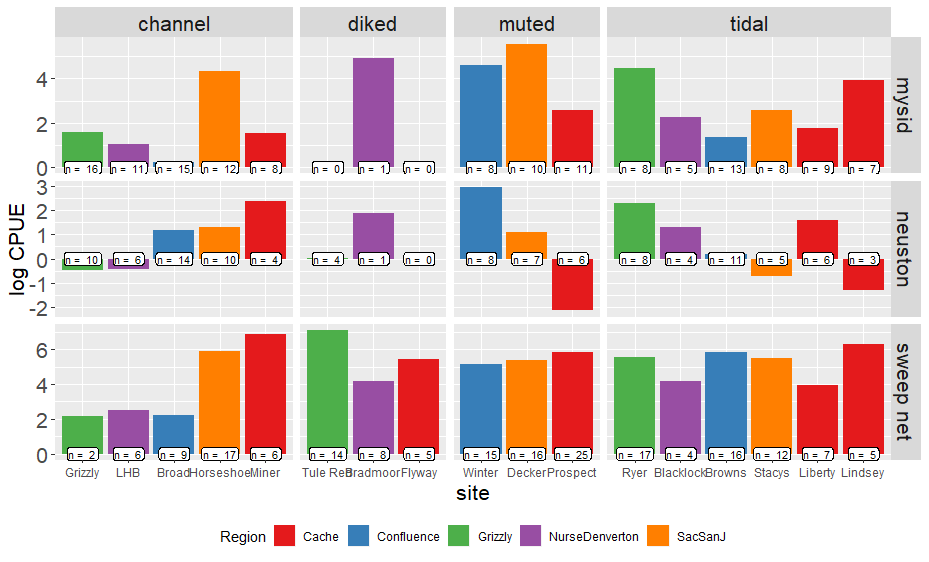 channel diked muted tidal
4
2
0
n = 16 n = 11 n = 15 n = 12 n = 8 n = 0 n = 1 n = 0 n = 8 n = 10 n = 11 n = 8 n = 5 n = 13 n = 8 n = 9 n = 7
mysid
3
2
1
0
-1
-2
n = 10 n = 6 n = 14 n = 10 n = 4 n = 4 n = 1 n = 0 n = 8 n = 7 n = 6 n = 8 n = 4 n = 11 n = 5 n = 6 n = 3
neuston
log CPUE
6
4
2
0
n = 2 n = 6 n = 9 n = 17 n = 6 n = 14 n = 8 n = 5 n = 15 n = 16 n = 25 n = 17 n = 4 n = 16 n = 12 n = 7 n = 5
sweep net
Grizzly LHB Broad Horseshoe Miner Tule Red Bradmoor Flyway Winter Decker Prospect Ryer Blacklock Browns Stacys Liberty Lindsey
site
Region Cache Confluence Grizzly NurseDenverton SacSanJ